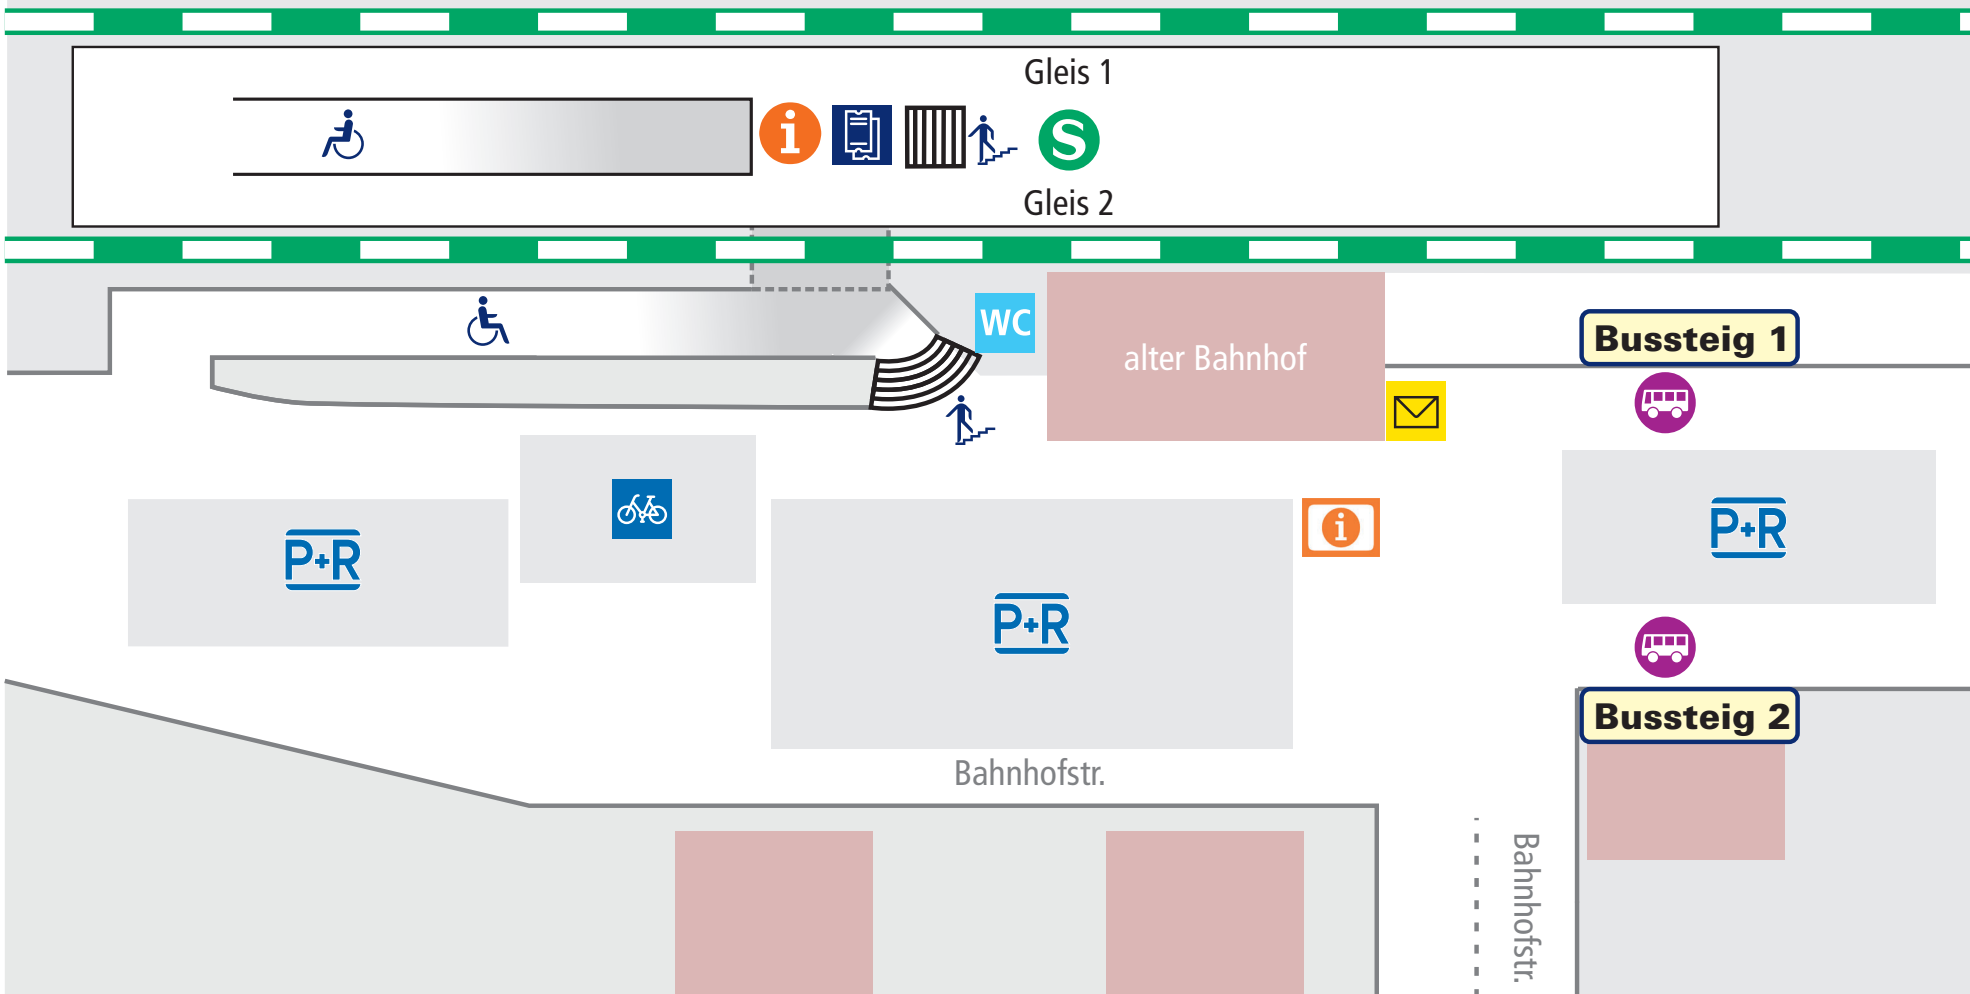 Gleis 1
i
S
Gleis 2
WC
alter Bahnhof
Bussteig 1
i
P+R
P+R
P+R
Bussteig 2
Bahnhofstr.
Bahnhofstr.